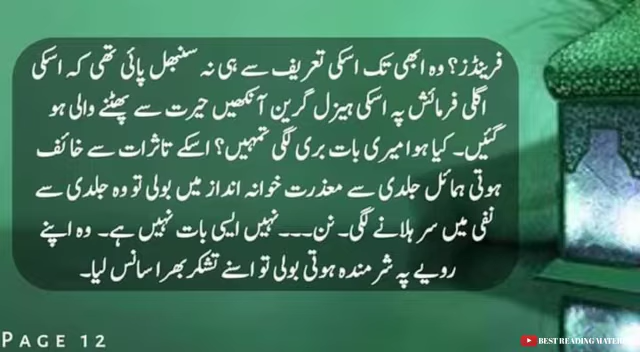 فرینڈز؟ وہ ابھی تک اسکی تعریف سے ہی نہ سنبھل پائی تھی کہ اسکی
اگلی فرمائش پہ اسکی ہیزل گرین آنکھیں حیرت سے پھٹنے والی ہو
گئیں۔ کیا ہوا میری بات بری لگی تمہیں؟ اسکے تاثرات سے خائف
ہوتی ہمائل جلدی سے معذرت خوانہ انداز میں بولی تو وہ جلدی سے
نفی میں سر ہلانے لگی۔ نن۔۔۔ نہیں ایسی بات نہیں ہے۔ وہ اپنے
رویے پہ شرمندہ ہوتی بولی تو اسنے تشکر بھرا سانس لیا۔
PAGE 12
BEST READING MATER